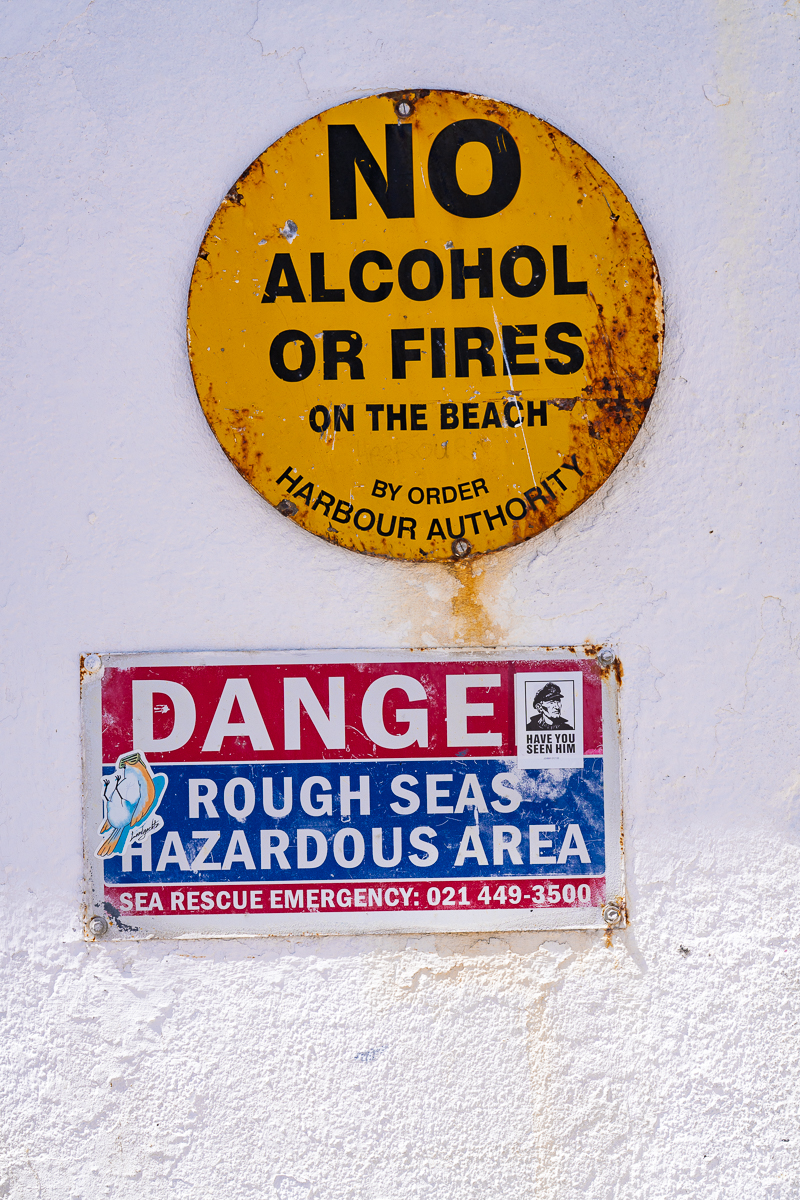 NO
ALCOHOL
OR FIRES
ON THE BEACH
BY ORDER
HARBOUR AUTHORITY
DANGE
HAVE YOU
SEEN HIM
ROUGH SEAS
HAZARDOUS AREA
SEA RESCUE EMERGENCY: 021 449-3500